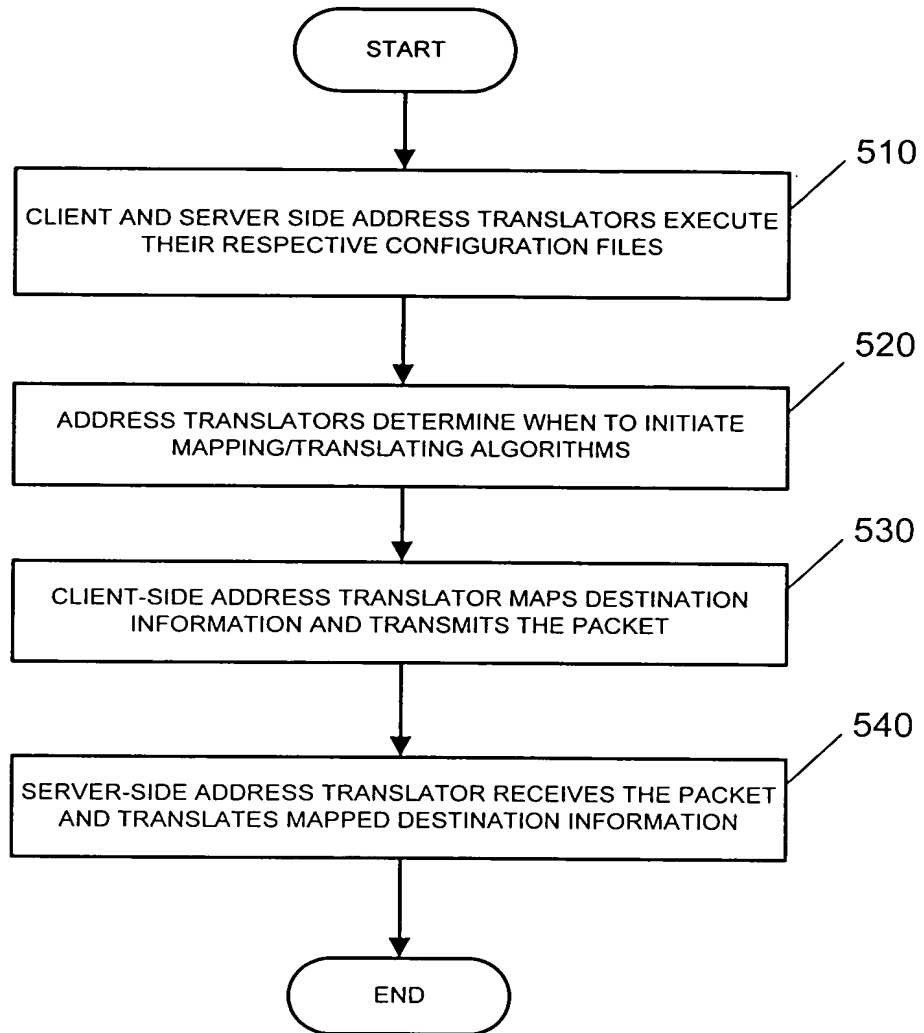 START
510
CLIENT AND SERVER SIDE ADDRESS TRANSLATORS EXECUTE
THEIR RESPECTIVE CONFIGURATION FILES
520
ADDRESS TRANSLATORS DETERMINE WHEN TO INITIATE
MAPPING/TRANSLATING ALGORITHMS
530
CLIENT-SIDE ADDRESS TRANSLATOR MAPS DESTINATION
INFORMATION AND TRANSMITS THE PACKET
540
SERVER-SIDE ADDRESS TRANSLATOR RECEIVES THE PACKET
AND TRANSLATES MAPPED DESTINATION INFORMATION
END